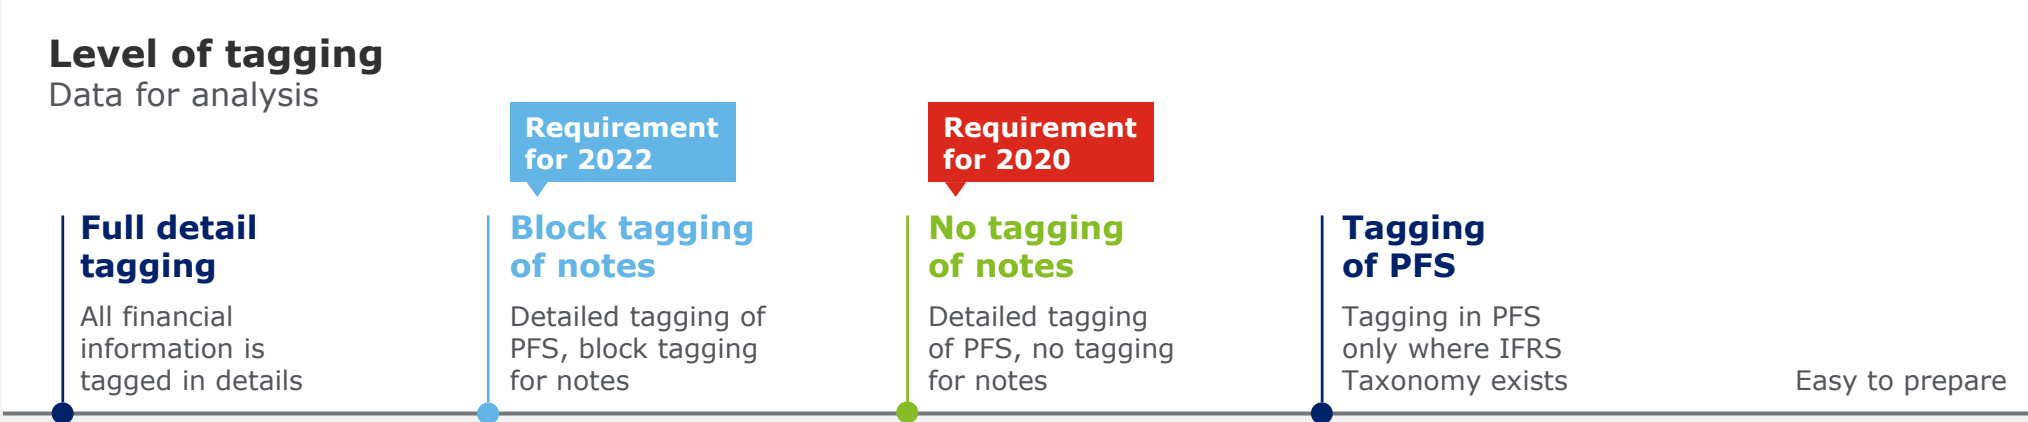 Level of tagging
Data for analysis
Requirement
for 2022
Requirement
for 2020
Full detail
tagging
All financial
information is
tagged in details
Block tagging
of notes
Detailed tagging of
PFS, block tagging
for notes
No tagging
of notes
Detailed tagging
of PFS, no tagging
for notes
Tagging
of PFS
Tagging in PFS
only where IFRS
Taxonomy exists
Easy to prepare